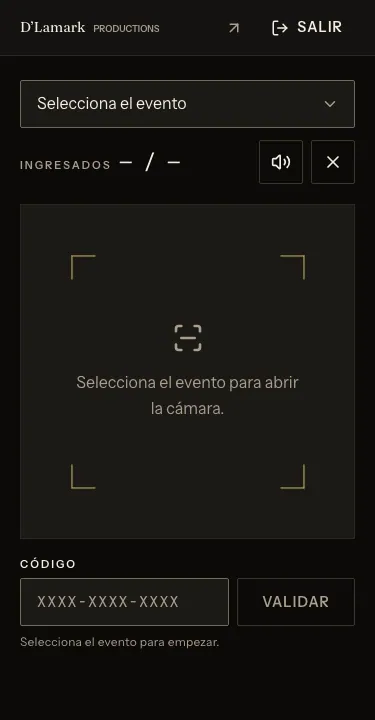 D'Lamark PRODUCTIONS SALIR
Selecciona el evento
INGRESADOS – / –
Selecciona el evento para abrir
la cámara.
CÓDIGO
XXXX-XXXX-XXXX VALIDAR
Selecciona el evento para empezar.